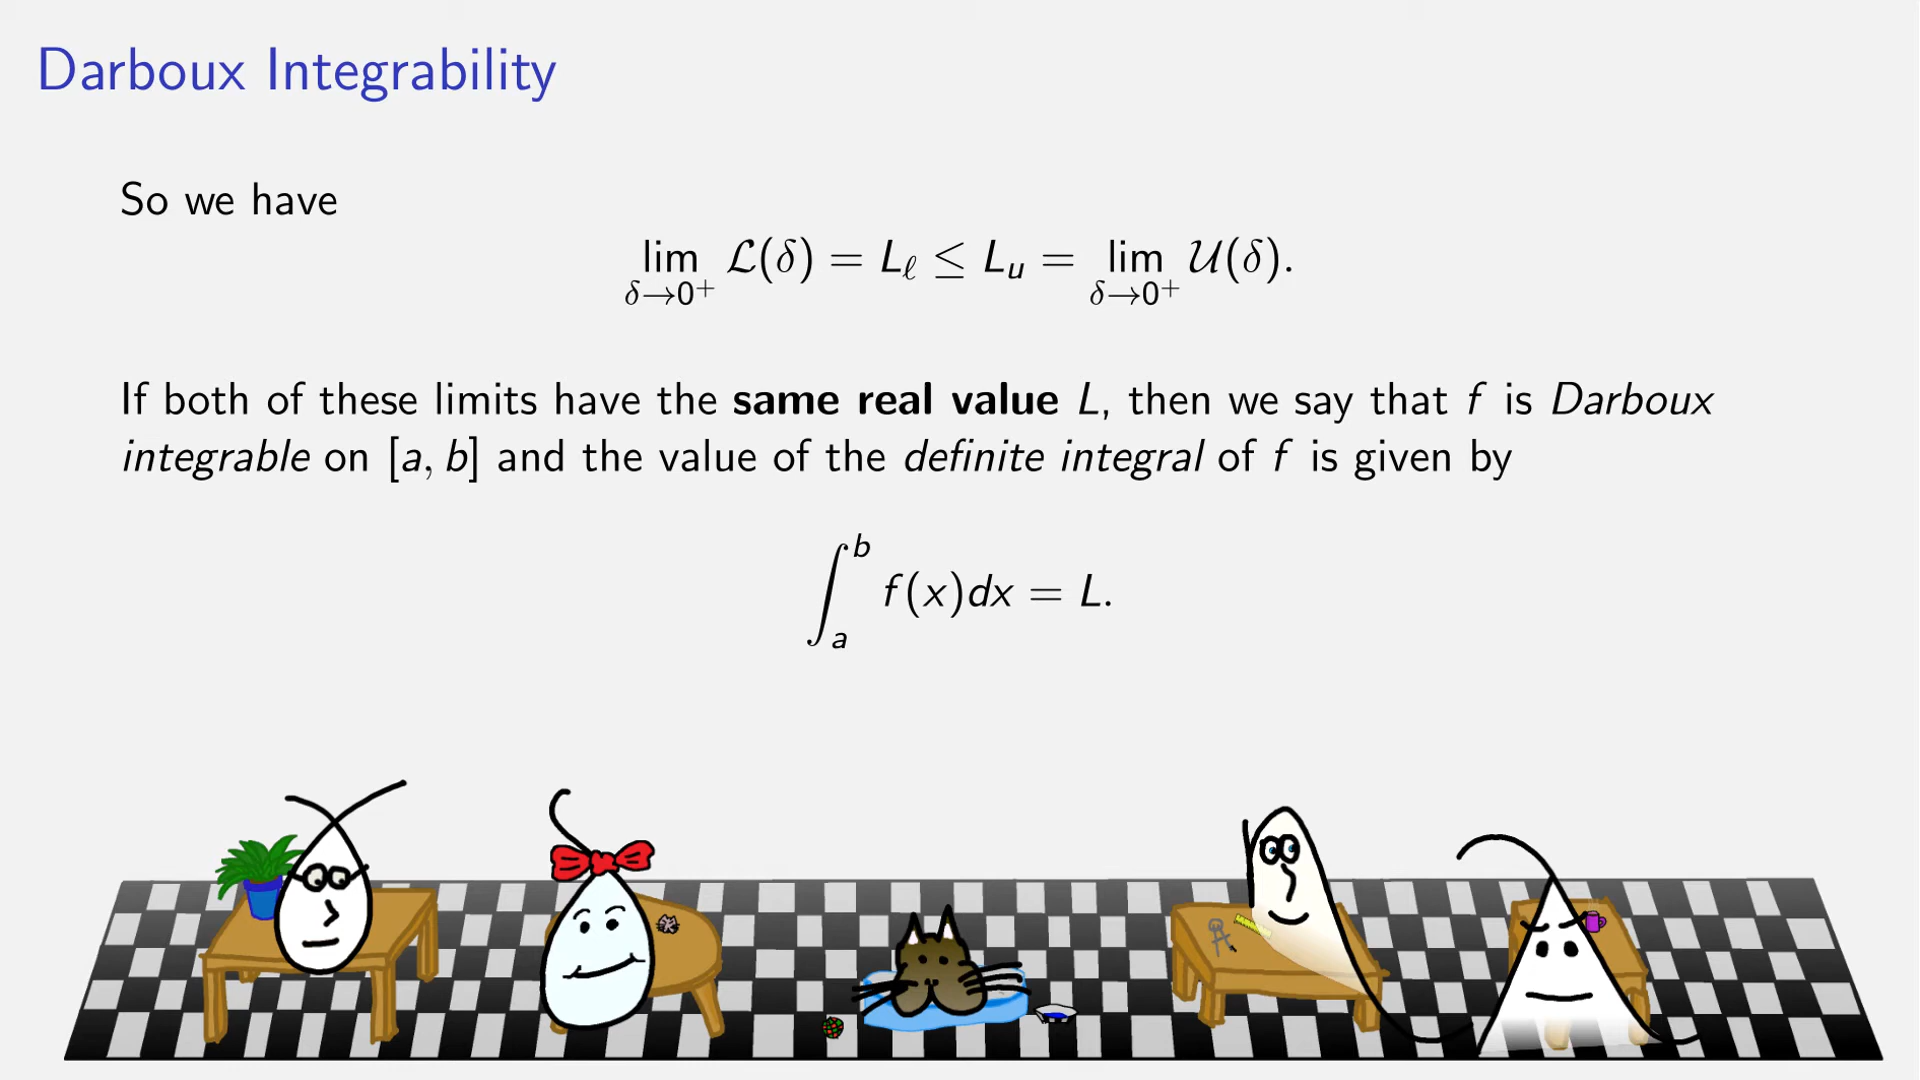 Darboux Integrability
So we have
lim_{δ→0⁺} ℒ(δ) = L_ℓ ≤ L_u = lim_{δ→0⁺} 𝒰(δ).
If both of these limits have the same real value L, then we say that f is Darboux
integrable on [a, b] and the value of the definite integral of f is given by
∫_a^b f(x)dx = L.